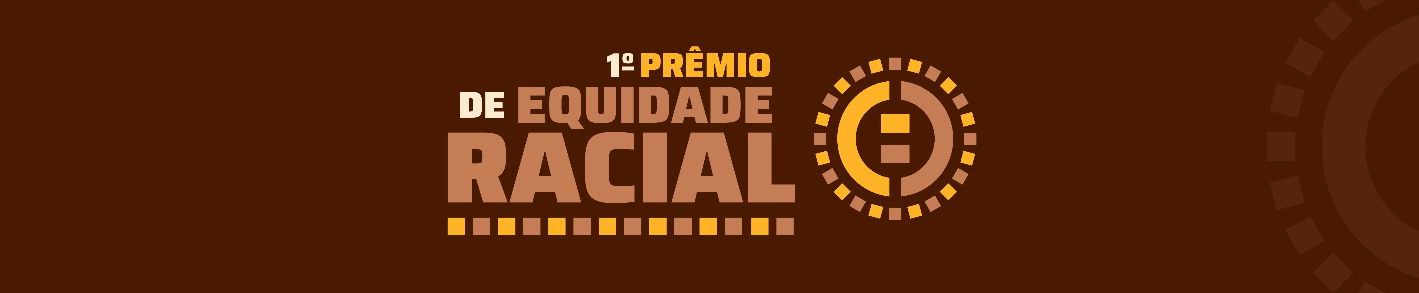 1º PRÊMIO
DE EQUIDADE
RACIAL